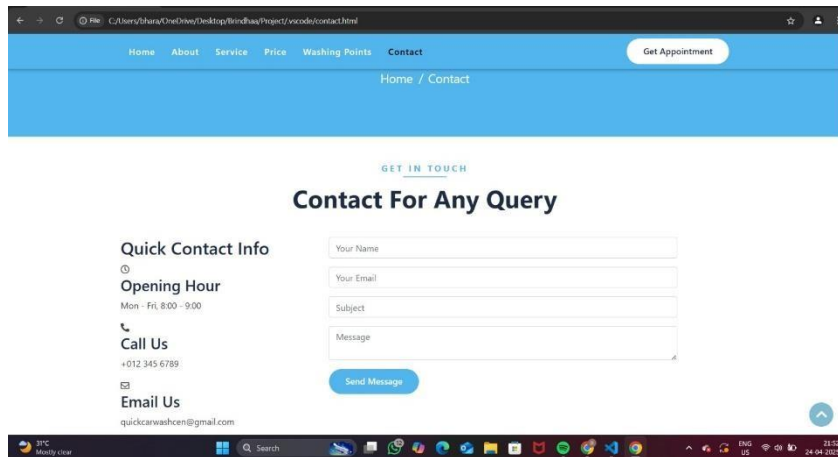 File C:/Users/bhara/OneDrive/Desktop/Brindhaa/Project/.vscode/contact.html
Home About Service Price Washing Points Contact Get Appointment
Home / Contact
GET IN TOUCH
Contact For Any Query
Quick Contact Info
Your Name
Opening Hour
Your Email
Mon - Fri, 8:00 - 9:00
Subject
Call Us
Message
+012 345 6789
Send Message
Email Us
quickcarwashcen@gmail.com
31°C
Mostly clear
Search
ENG
US
21:52